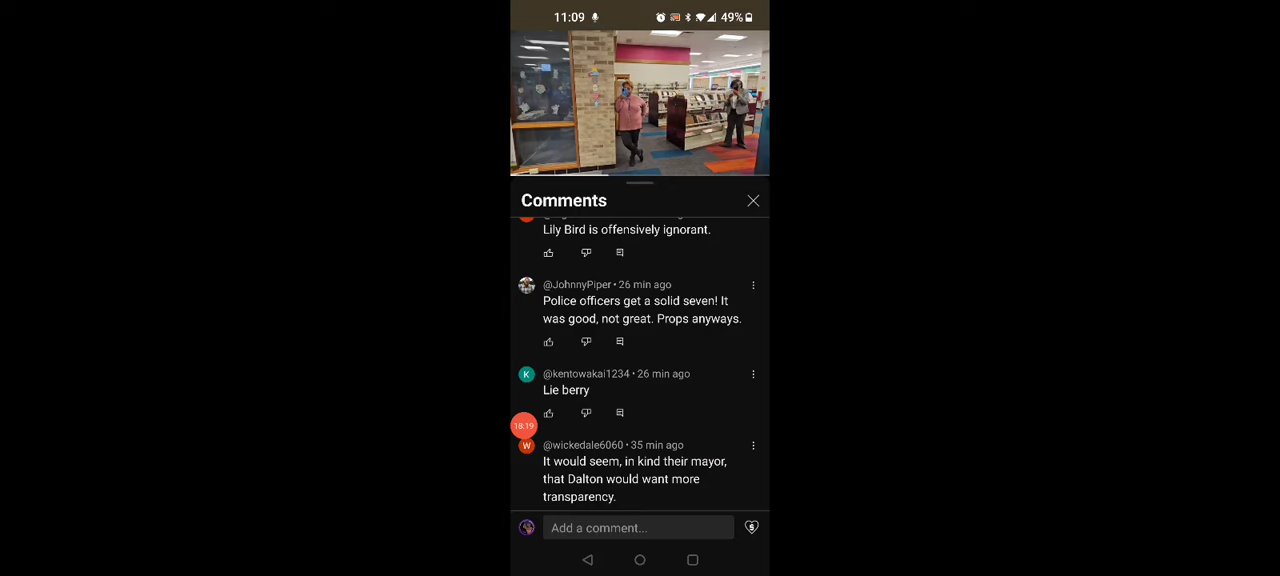 11:09
49%
Comments
Lily Bird is offensively ignorant.
@JohnnyPiper • 26 min ago
Police officers get a solid seven! It
was good, not great. Props anyways.
K
@kentowakai1234 • 26 min ago
Lie berry
18:19
W
@wickedale6060 • 35 min ago
It would seem, in kind their mayor,
that Dalton would want more
transparency.
Add a comment...